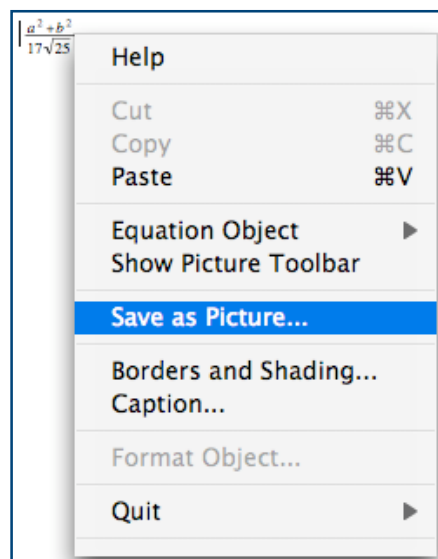 a² + b²
17√25
Help
Cut ⌘X
Copy ⌘C
Paste ⌘V
Equation Object ▶
Show Picture Toolbar
Save as Picture...
Borders and Shading...
Caption...
Format Object...
Quit ▶